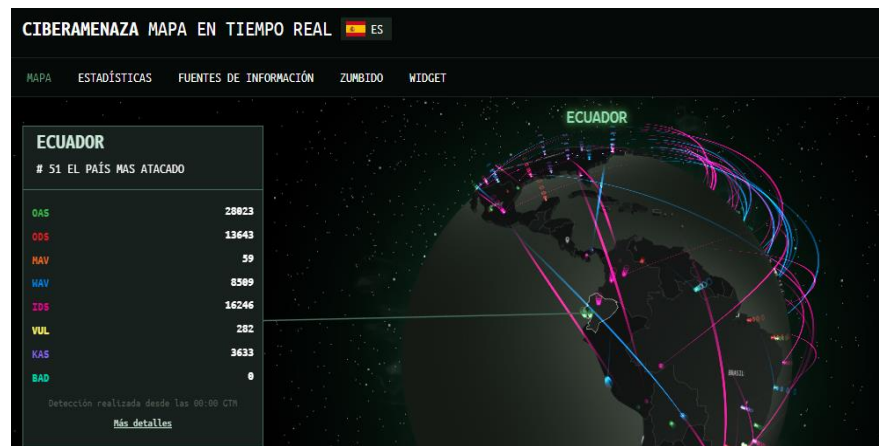 CIBERAMENAZA MAPA EN TIEMPO REAL ES
MAPA ESTADÍSTICAS FUENTES DE INFORMACIÓN ZUMBIDO WIDGET
ECUADOR
ECUADOR
# 51 EL PAÍS MAS ATACADO
OAS 28023
ODS 13643
MAV 59
WAV 8509
IDS 16246
VUL 282
KAS 3633
BAD 0
Detección realizada desde las 00:00 GTM
Más detalles
BRASIL